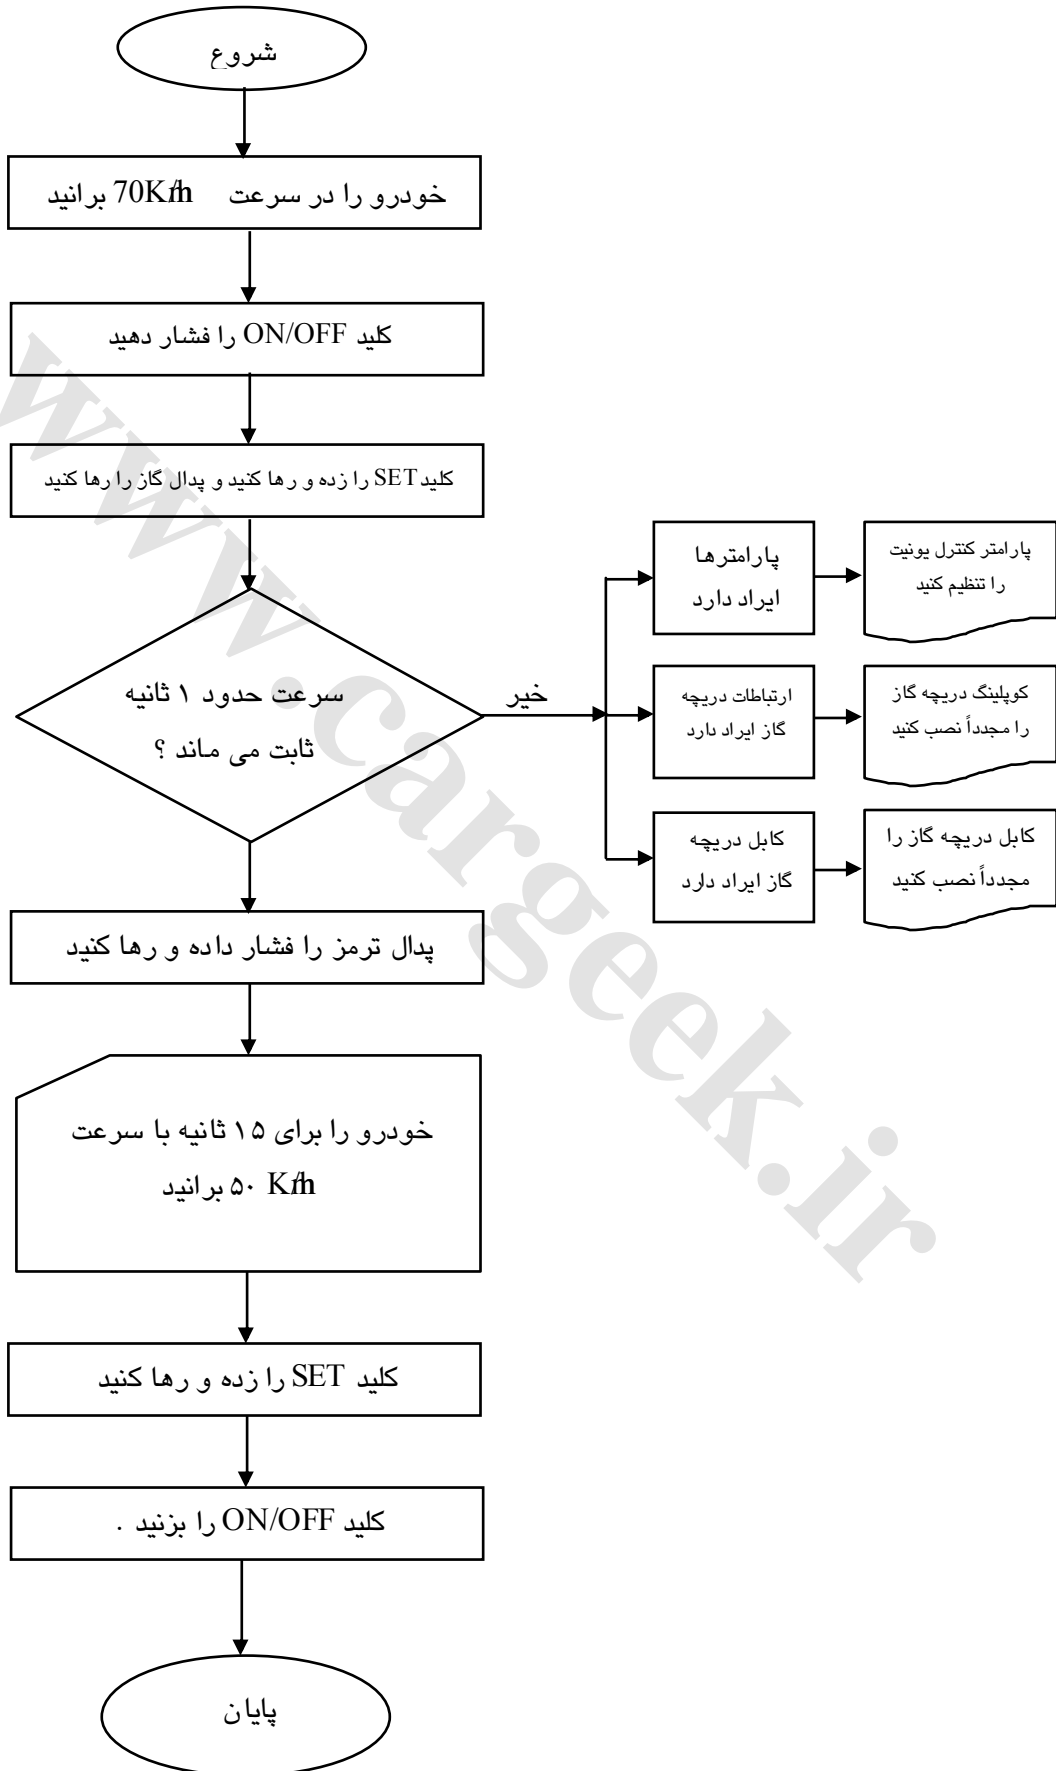 شروع
خودرو را در سرعت 70Km/h برانید
کلید ON/OFF را فشار دهید
کلید SET را زده و رها کنید و پدال گاز را رها کنید
سرعت حدود ۱ ثانیه
ثابت می ماند ؟
خیر
پارامترها
ایراد دارد
پارامتر کنترل یونیت
را تنظیم کنید
ارتباطات دریچه
گاز ایراد دارد
کوپلینگ دریچه گاز
را مجدداً نصب کنید
کابل دریچه
گاز ایراد دارد
کابل دریچه گاز را
مجدداً نصب کنید
پدال ترمز را فشار داده و رها کنید
خودرو را برای ۱۵ ثانیه با سرعت
۵۰ Km/h برانید
کلید SET را زده و رها کنید
کلید ON/OFF را بزنید .
پایان
www.cargeek.ir